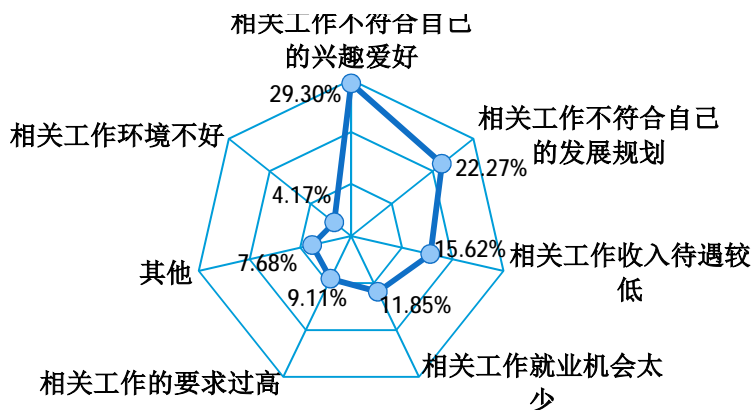 相关工作不符合自己
的兴趣爱好
29.30%
相关工作不符合自己
的发展规划
22.27%
相关工作环境不好
4.17%
15.62%
相关工作收入待遇较
低
7.68%
其他
9.11%
11.85%
相关工作就业机会太
少
相关工作的要求过高